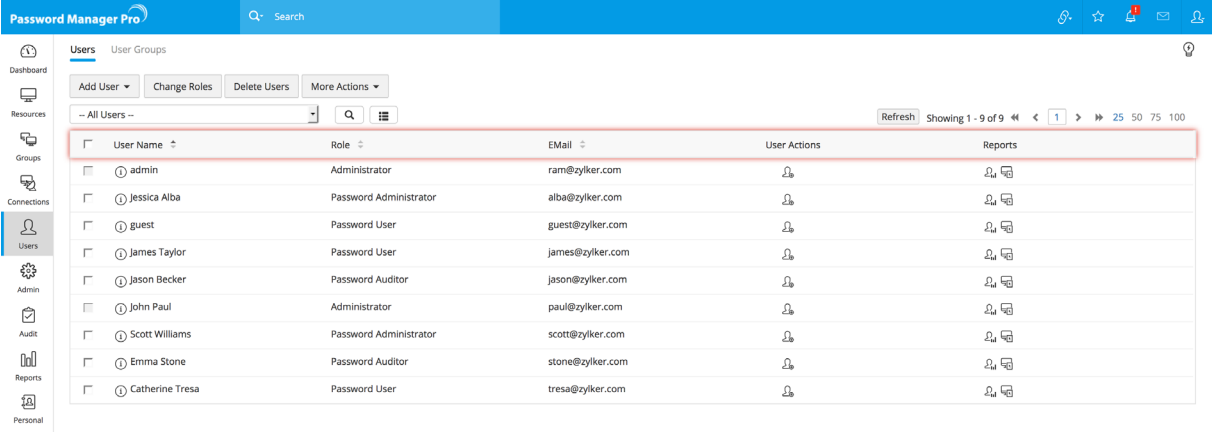 Password Manager Pro
Search
!
Dashboard
Resources
Groups
Connections
Users
Admin
Audit
Reports
Personal
Users User Groups
Add User Change Roles Delete Users More Actions
-- All Users --
Refresh Showing 1 - 9 of 9 1 25 50 75 100
User Name Role EMail User Actions Reports
admin Administrator ram@zylker.com
Jessica Alba Password Administrator alba@zylker.com
guest Password User guest@zylker.com
James Taylor Password User james@zylker.com
Jason Becker Password Auditor jason@zylker.com
John Paul Administrator paul@zylker.com
Scott Williams Password Administrator scott@zylker.com
Emma Stone Password Auditor stone@zylker.com
Catherine Tresa Password User tresa@zylker.com